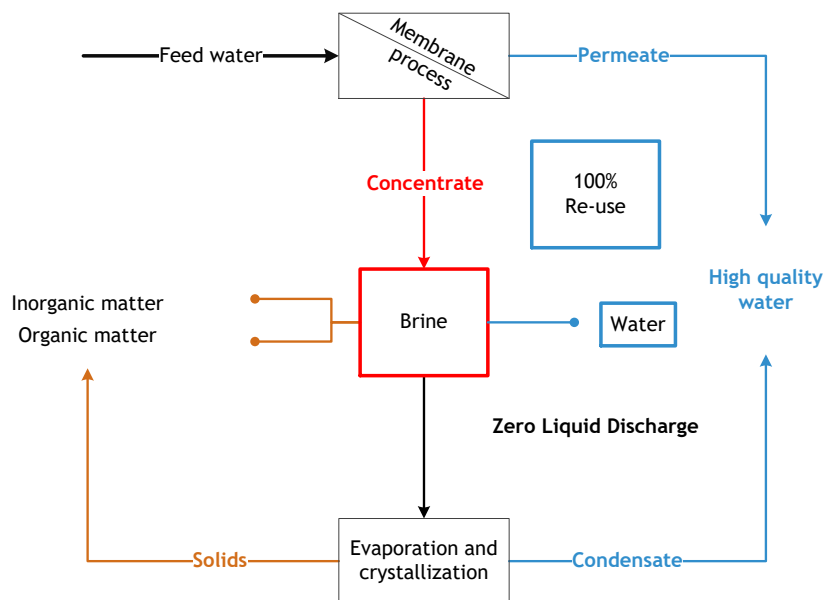 Feed water
Membrane
process
Permeate
Concentrate
100%
Re-use
High quality
water
Inorganic matter
Organic matter
Brine
Water
Zero Liquid Discharge
Solids
Evaporation and
crystallization
Condensate